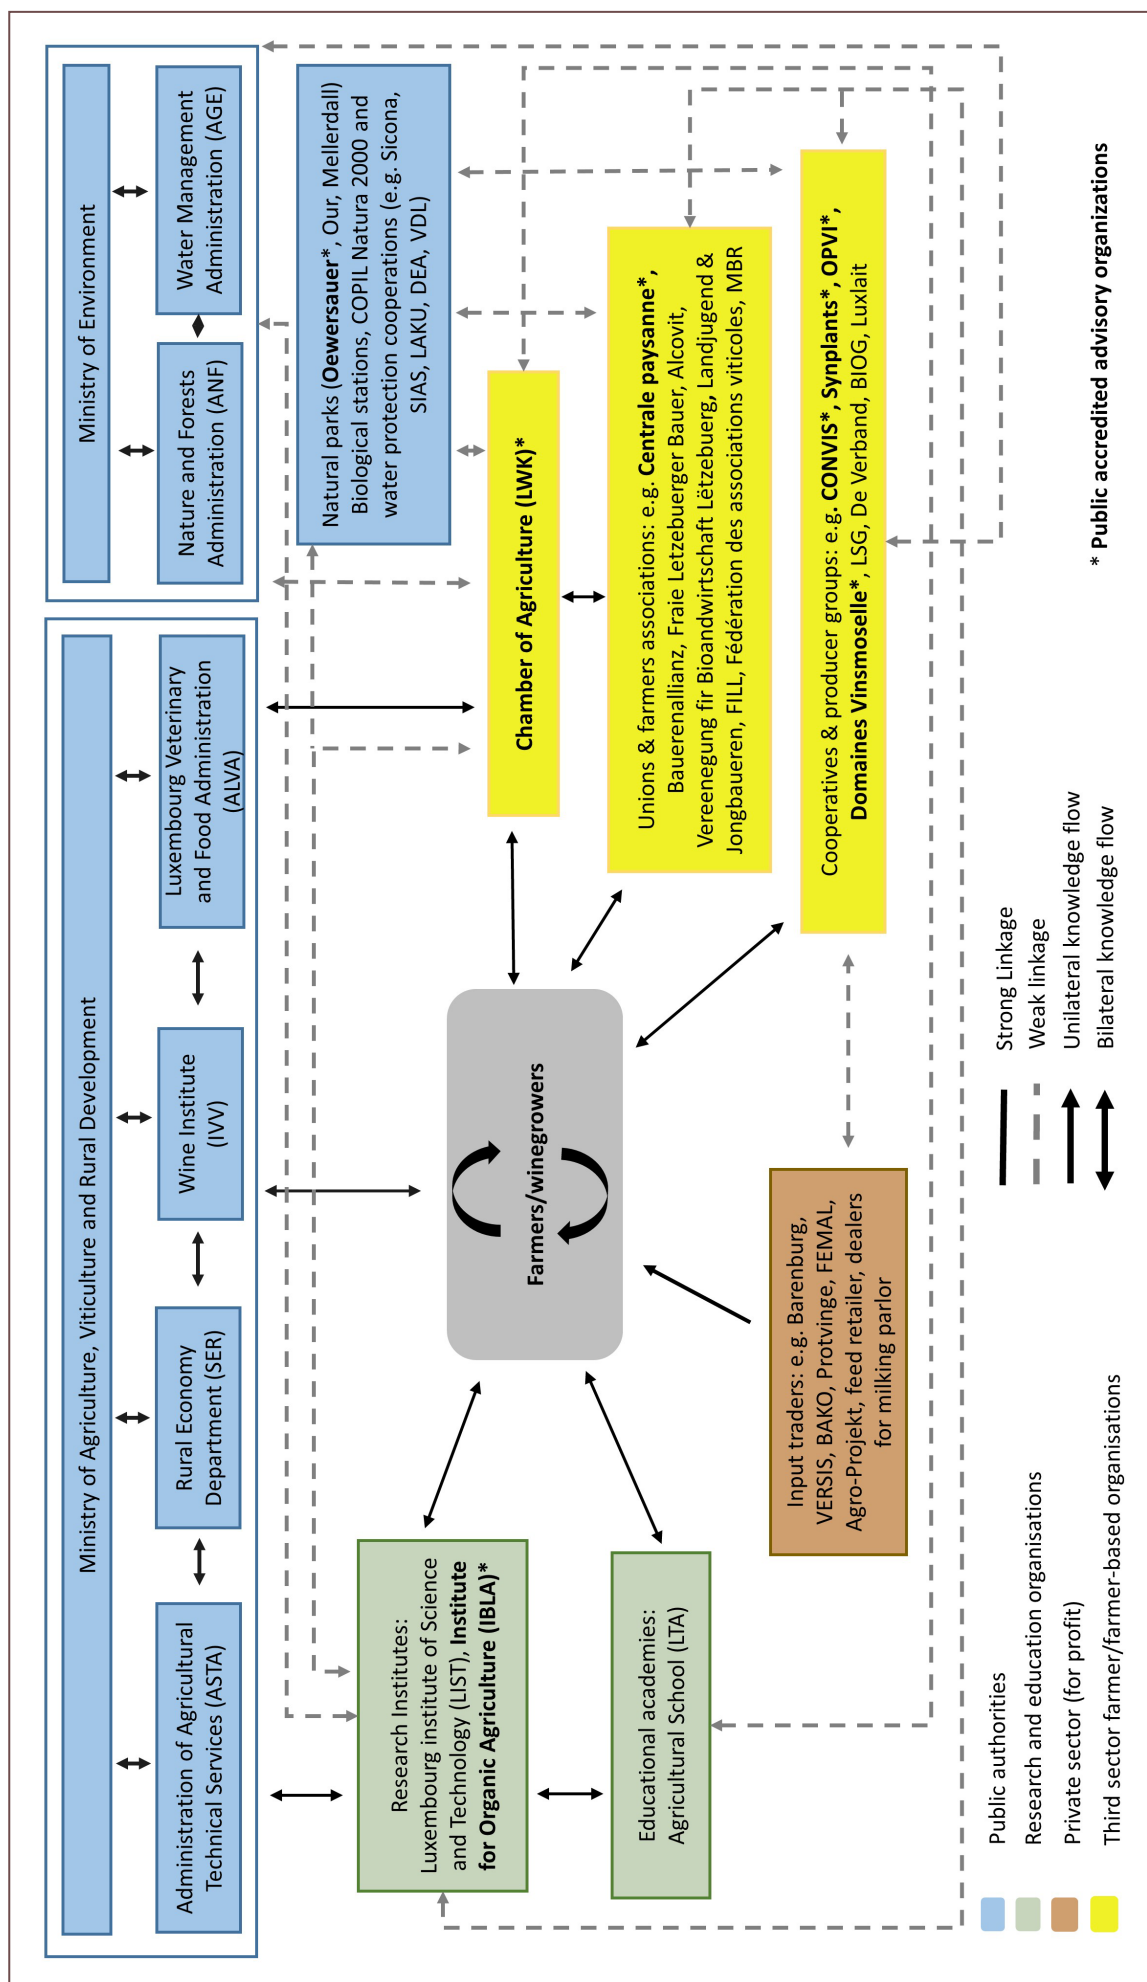 Ministry of Agriculture, Viticulture and Rural Development
Administration of Agricultural
Technical Services (ASTA)
Rural Economy
Department (SER)
Wine Institute
(IVV)
Luxembourg Veterinary
and Food Administration
(ALVA)
Ministry of Environment
Nature and Forests
Administration (ANF)
Water Management
Administration (AGE)
Natural parks (Oewersauer*, Our, Mellerdall)
Biological stations, COPIL Natura 2000 and
water protection cooperations (e.g. Sicona,
SIAS, LAKU, DEA, VDL)
Research Institutes:
Luxembourg institute of Science
and Technology (LIST), Institute
for Organic Agriculture (IBLA)*
Educational academies:
Agricultural School (LTA)
Farmers/winegrowers
Chamber of Agriculture (LWK)*
Unions & farmers associations: e.g. Centrale paysanne*,
Bauerenallianz, Fraie Letzebuerger Bauer, Alcovit,
Vereenegung fir Bioandwirtschaft Lëtzebuerg, Landjugend &
Jongbaueren, FILL, Fédération des associations viticoles, MBR
Cooperatives & producer groups: e.g. CONVIS*, Synplants*, OPVI*,
Domaines Vinsmoselle*, LSG, De Verband, BIOG, Luxlait
Input traders: e.g. Barenburg,
VERSIS, BAKO, Protvinge, FEMAL,
Agro-Projekt, feed retailer, dealers
for milking parlor
Public authorities
Research and education organisations
Private sector (for profit)
Third sector farmer/farmer-based organisations
Strong Linkage
Weak linkage
Unilateral knowledge flow
Bilateral knowledge flow
* Public accredited advisory organizations